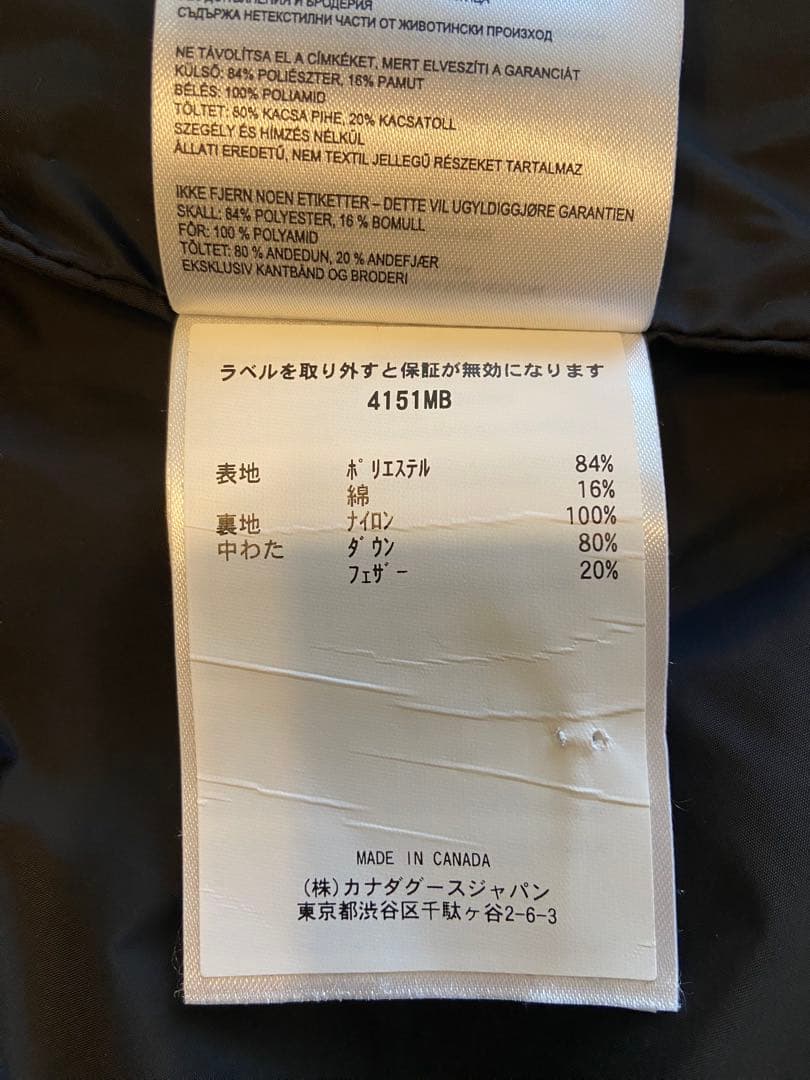 СЪДЪРЖА НЕТЕКСТИЛНИ ЧАСТИ ОТ ЖИВОТИНСКИ ПРОИЗХОД
NE TÁVOLÍTSA EL A CÍMKÉKET, MERT ELVESZÍTI A GARANCIÁT
KÜLSŐ: 84% POLIÉSZTER, 16% PAMUT
BÉLÉS: 100% POLIAMID
TÖLTET: 80% KACSA PIHE, 20% KACSATOLL
SZEGÉLY ÉS HÍMZÉS NÉLKÜL
ÁLLATI EREDETŰ, NEM TEXTIL JELLEGŰ RÉSZEKET TARTALMAZ
IKKE FJERN NOEN ETIKETTER – DETTE VIL UGYLDIGGJØRE GARANTIEN
SKALL: 84% POLYESTER, 16 % BOMULL
FÔR: 100 % POLYAMID
TÖLTET: 80 % ANDEDUN, 20 % ANDEFJÆR
EKSKLUSIV KANTBÅND OG BRODERI
ラベルを取り外すと保証が無効になります
4151MB
表地 ポリエステル 84%
綿 16%
裏地 ナイロン 100%
中わた ダウン 80%
フェザー 20%
MADE IN CANADA
(株)カナダグースジャパン
東京都渋谷区千駄ヶ谷2-6-3